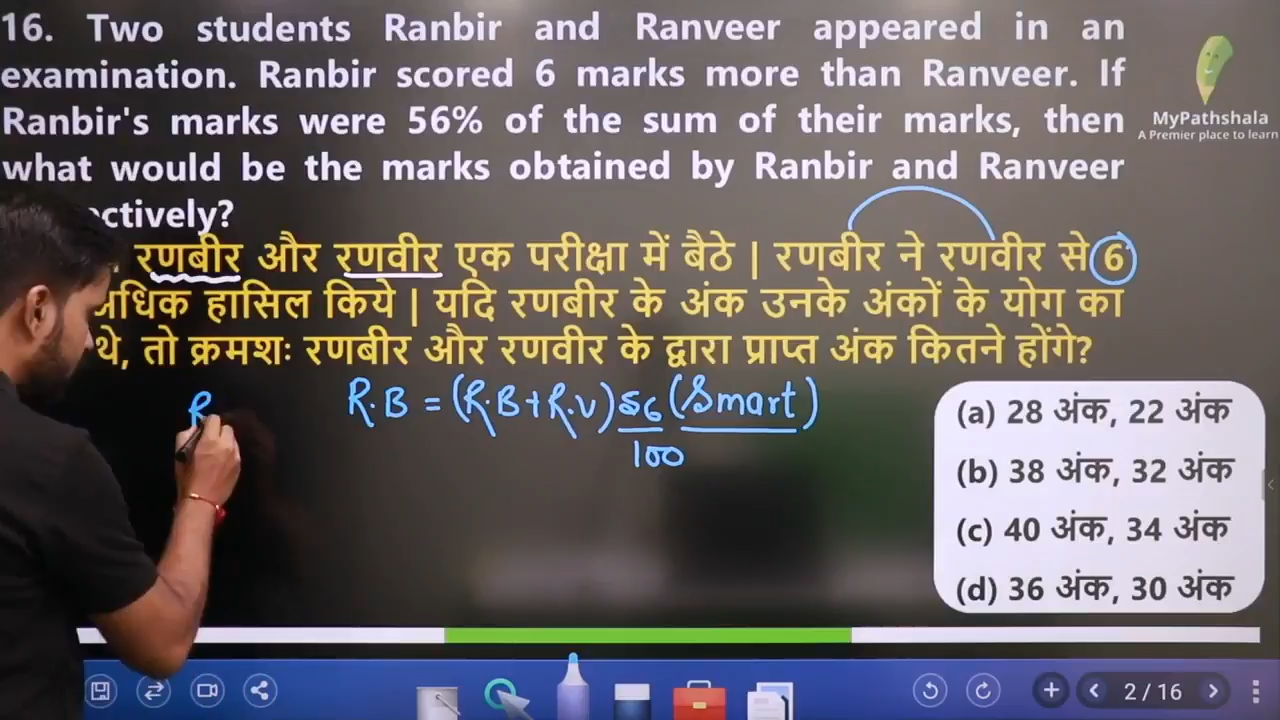 16. Two students Ranbir and Ranveer appeared in an
examination. Ranbir scored 6 marks more than Ranveer. If
Ranbir's marks were 56% of the sum of their marks, then
what would be the marks obtained by Ranbir and Ranveer
ctively?
रणबीर और रणवीर एक परीक्षा में बैठे | रणबीर ने रणवीर से 6
अधिक हासिल किये | यदि रणबीर के अंक उनके अंकों के योग का
थे, तो क्रमशः रणबीर और रणवीर के द्वारा प्राप्त अंक कितने होंगे?
R
R.B = (R.B+R.V) 56/100 (Smart)
(a) 28 अंक, 22 अंक
(b) 38 अंक, 32 अंक
(c) 40 अंक, 34 अंक
(d) 36 अंक, 30 अंक
MyPathshala
A Premier place to learn
2 / 16